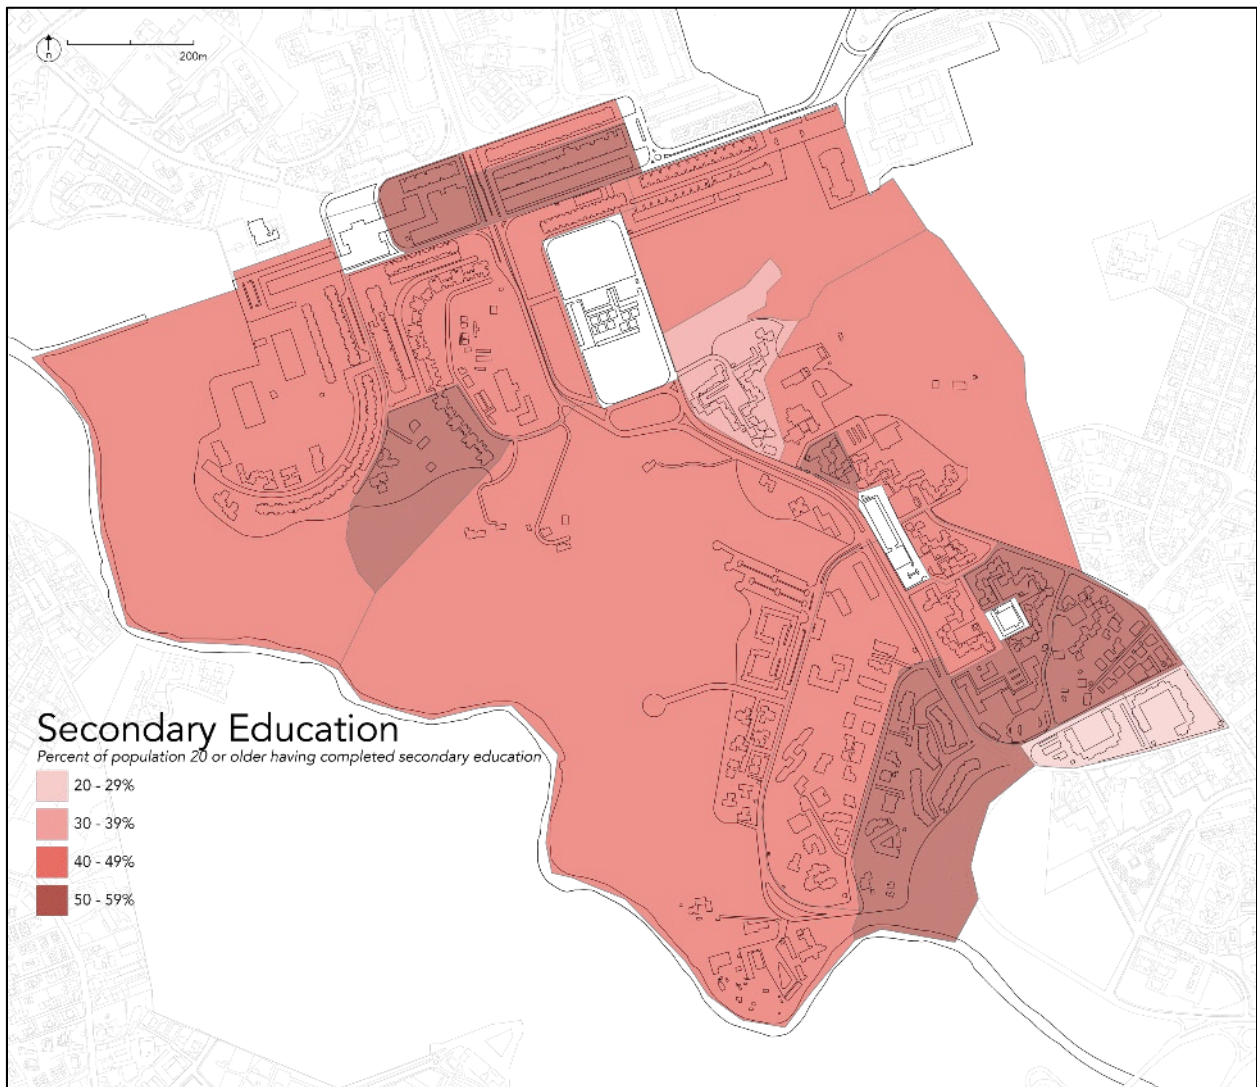 n
200m
Secondary Education
Percent of population 20 or older having completed secondary education
20 - 29%
30 - 39%
40 - 49%
50 - 59%